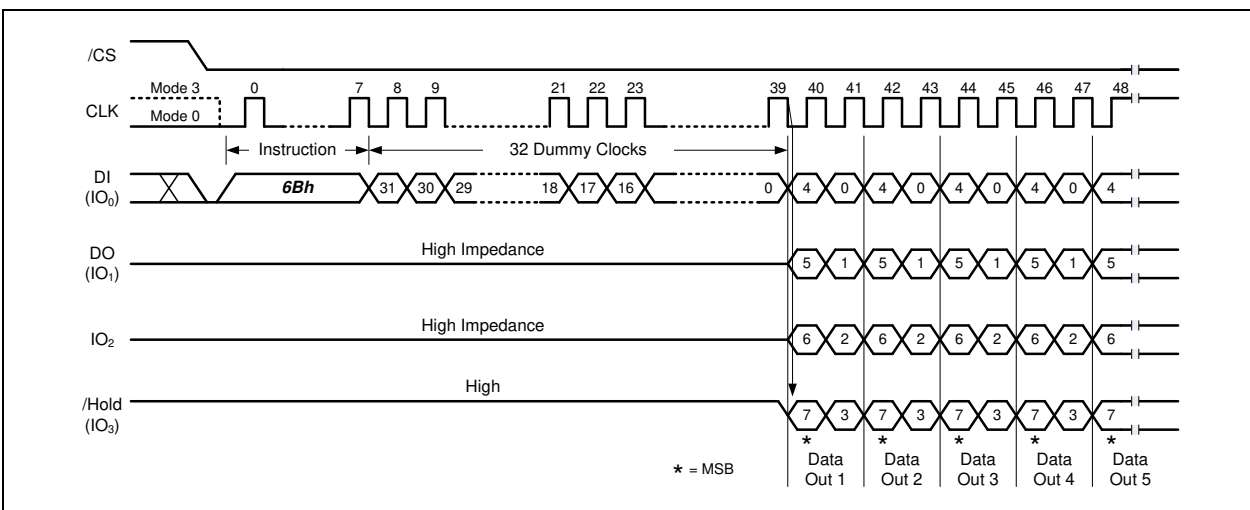 /CS
Mode 3 0 7 8 9 21 22 23 39 40 41 42 43 44 45 46 47 48
CLK
Mode 0
Instruction 32 Dummy Clocks
DI
(IO₀)
6Bh 31 30 29 18 17 16 0 4 0 4 0 4 0 4 0 4
High Impedance
DO
(IO₁)
5 1 5 1 5 1 5 1 5
High Impedance
IO₂ 6 2 6 2 6 2 6 2 6
High
/Hold
(IO₃)
7 3 7 3 7 3 7 3 7
* * * * *
* = MSB
Data Data Data Data Data
Out 1 Out 2 Out 3 Out 4 Out 5